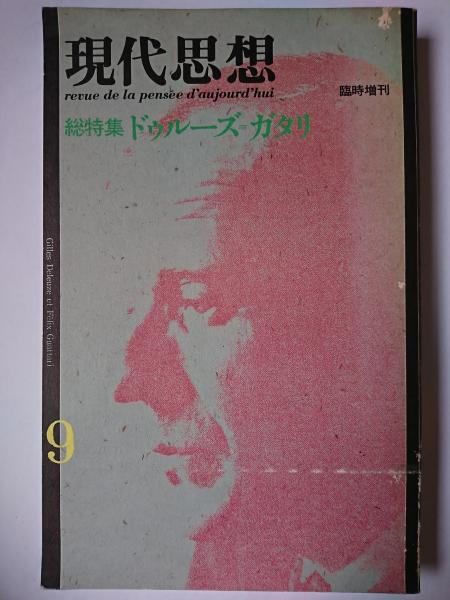 現代思想
revue de la pensée d'aujourd'hui
臨時増刊
総特集 ドゥルーズ=ガタリ
Gilles Deleuze et Félix Guattari
9